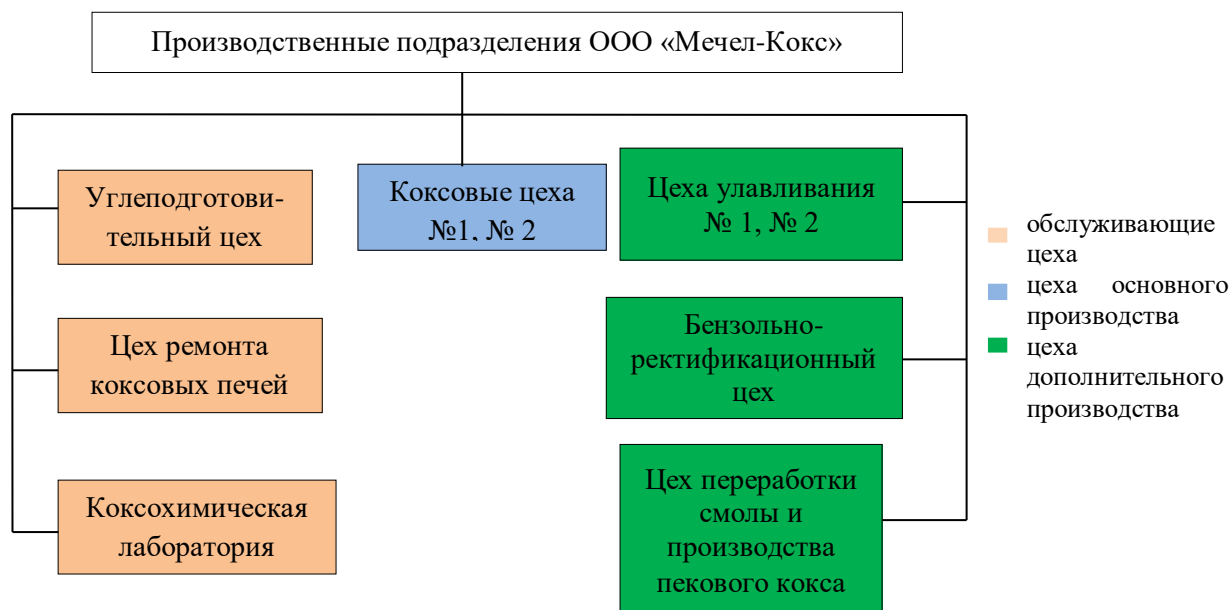 Производственные подразделения ООО «Мечел-Кокс»
Углеподготови-
тельный цех
Коксовые цеха
№1, № 2
Цеха улавливания
№ 1, № 2
Цех ремонта
коксовых печей
Бензольно-
ректификационный
цех
Коксохимическая
лаборатория
Цех переработки
смолы и
производства
пекового кокса
обслуживающие
цеха
цеха основного
производства
цеха
дополнительного
производства